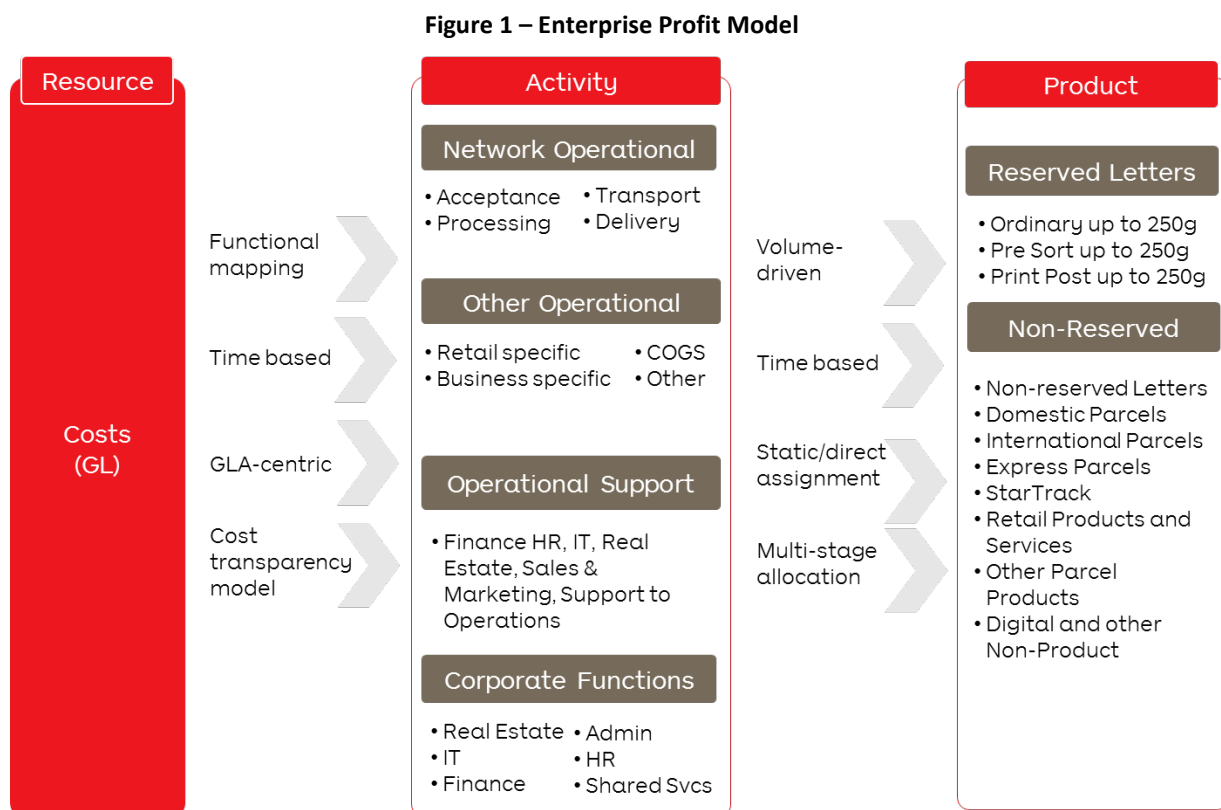 Figure 1 – Enterprise Profit Model
Resource
Costs
(GL)
Functional
mapping
Time based
GLA-centric
Cost
transparency
model
Activity
Network Operational
• Acceptance • Transport
• Processing • Delivery
Other Operational
• Retail specific • COGS
• Business specific • Other
Operational Support
• Finance HR, IT, Real
Estate, Sales &
Marketing, Support to
Operations
Corporate Functions
• Real Estate • Admin
• IT • HR
• Finance • Shared Svcs
Volume-
driven
Time based
Static/direct
assignment
Multi-stage
allocation
Product
Reserved Letters
• Ordinary up to 250g
• Pre Sort up to 250g
• Print Post up to 250g
Non-Reserved
• Non-reserved Letters
• Domestic Parcels
• International Parcels
• Express Parcels
• StarTrack
• Retail Products and
Services
• Other Parcel
Products
• Digital and other
Non-Product